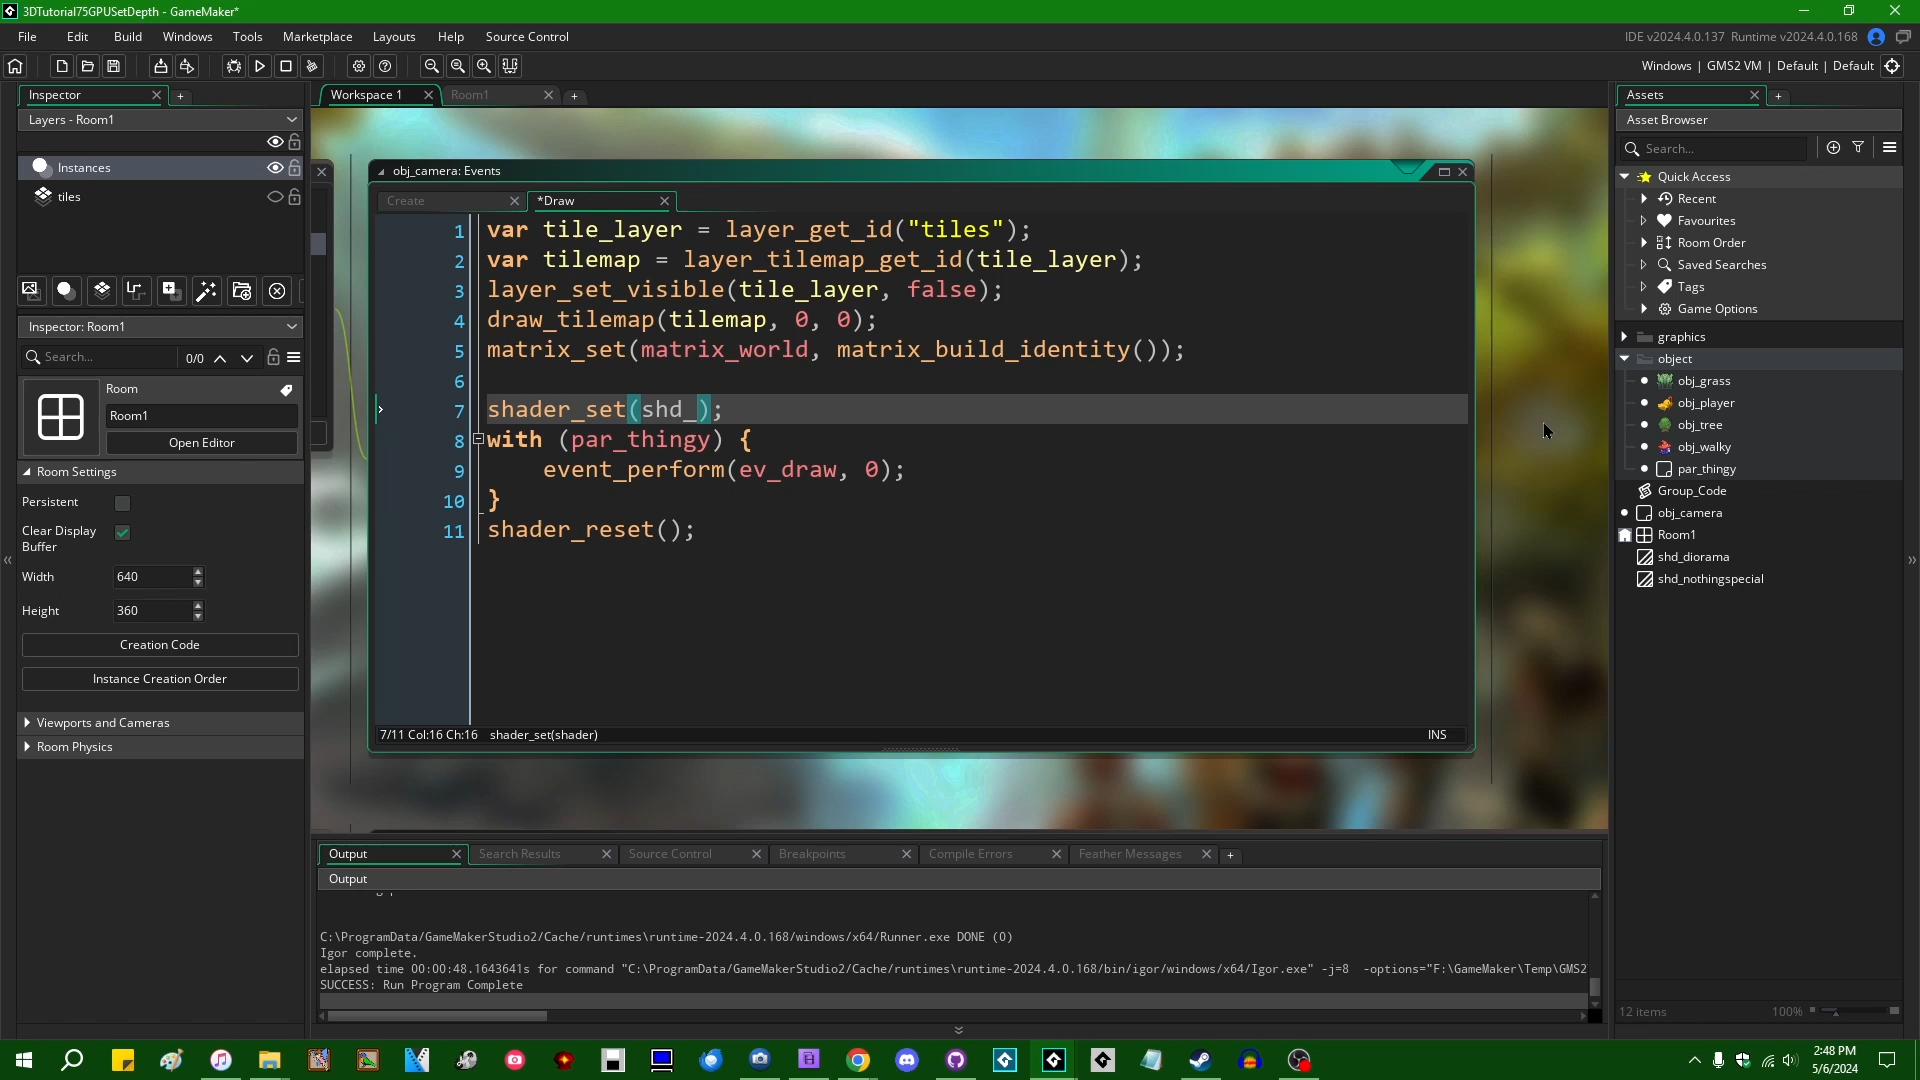 3DTutorial75GPUSetDepth - GameMaker*
File Edit Build Windows Tools Marketplace Layouts Help Source Control
IDE v2024.4.0.137 Runtime v2024.4.0.168
Windows | GMS2 VM | Default | Default
Inspector
Layers - Room1
Instances
tiles
Inspector: Room1
Search... 0/0
Room
Room1
Open Editor
Room Settings
Persistent
Clear Display
Buffer
Width 640
Height 360
Creation Code
Instance Creation Order
Viewports and Cameras
Room Physics
Workspace 1 Room1
obj_camera: Events
Create *Draw
1 var tile_layer = layer_get_id("tiles");
2 var tilemap = layer_tilemap_get_id(tile_layer);
3 layer_set_visible(tile_layer, false);
4 draw_tilemap(tilemap, 0, 0);
5 matrix_set(matrix_world, matrix_build_identity());
6
7 shader_set(shd_);
8 with (par_thingy) {
9 event_perform(ev_draw, 0);
10 }
11 shader_reset();
7/11 Col:16 Ch:16 shader_set(shader) INS
Output Search Results Source Control Breakpoints Compile Errors Feather Messages
Output
C:\ProgramData/GameMakerStudio2/Cache/runtimes\runtime-2024.4.0.168/windows/x64/Runner.exe DONE (0)
Igor complete.
elapsed time 00:00:48.1643641s for command "C:\ProgramData/GameMakerStudio2/Cache/runtimes\runtime-2024.4.0.168/bin/igor/windows/x64/Igor.exe" -j=8 -options="F:\GameMaker\Temp\GMS2
SUCCESS: Run Program Complete
Assets
Asset Browser
Search...
Quick Access
Recent
Favourites
Room Order
Saved Searches
Tags
Game Options
graphics
object
obj_grass
obj_player
obj_tree
obj_walky
par_thingy
Group_Code
obj_camera
Room1
shd_diorama
shd_nothingspecial
12 items 100%
2:48 PM
5/6/2024